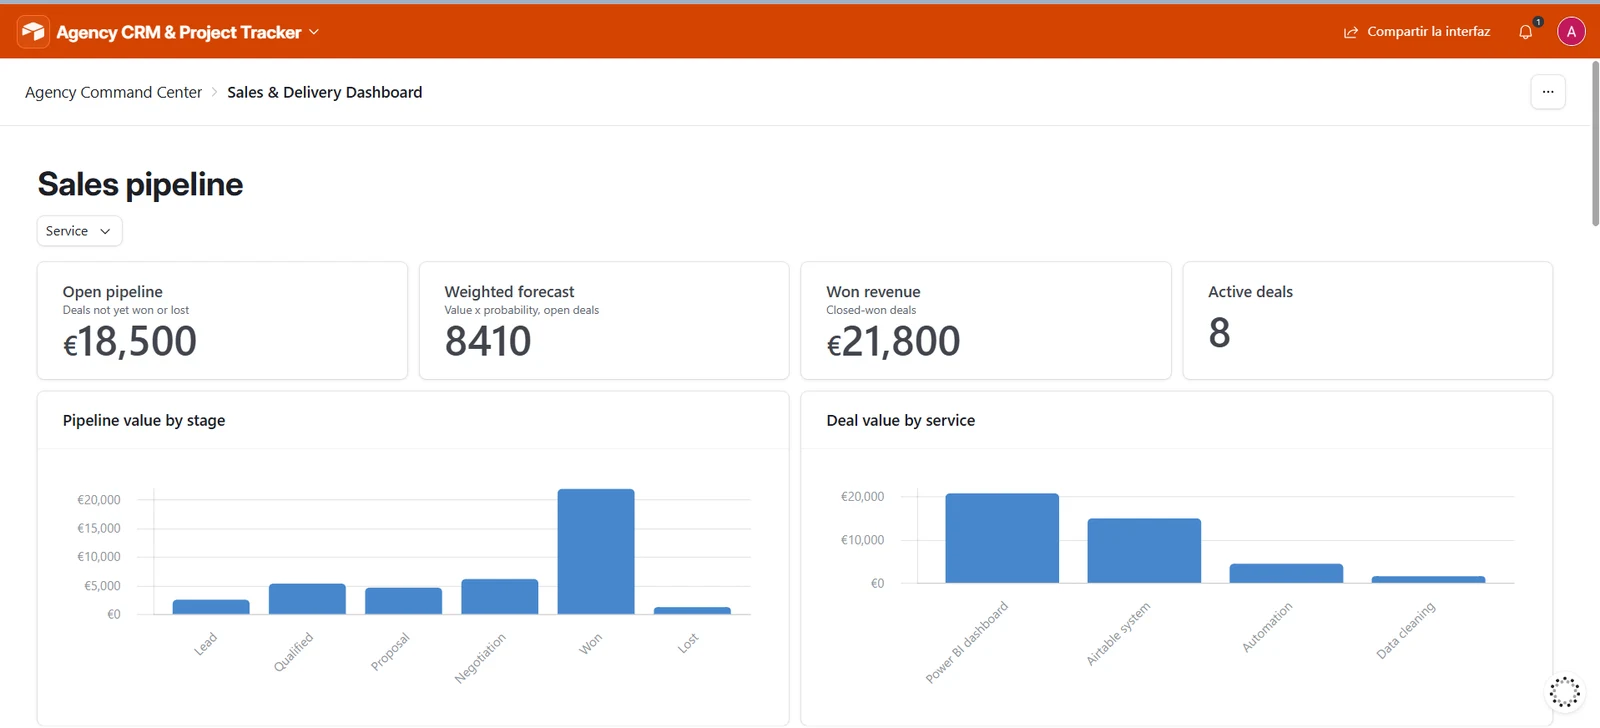 Agency CRM & Project Tracker
Compartir la interfaz
1
A
Agency Command Center > Sales & Delivery Dashboard
...
Sales pipeline
Service
Open pipeline
Deals not yet won or lost
€18,500
Weighted forecast
Value x probability, open deals
8410
Won revenue
Closed-won deals
€21,800
Active deals
8
Pipeline value by stage
€20,000
€15,000
€10,000
€5,000
€0
Lead
Qualified
Proposal
Negotiation
Won
Lost
Deal value by service
€20,000
€10,000
€0
Power BI dashboard
Airtable system
Automation
Data cleaning